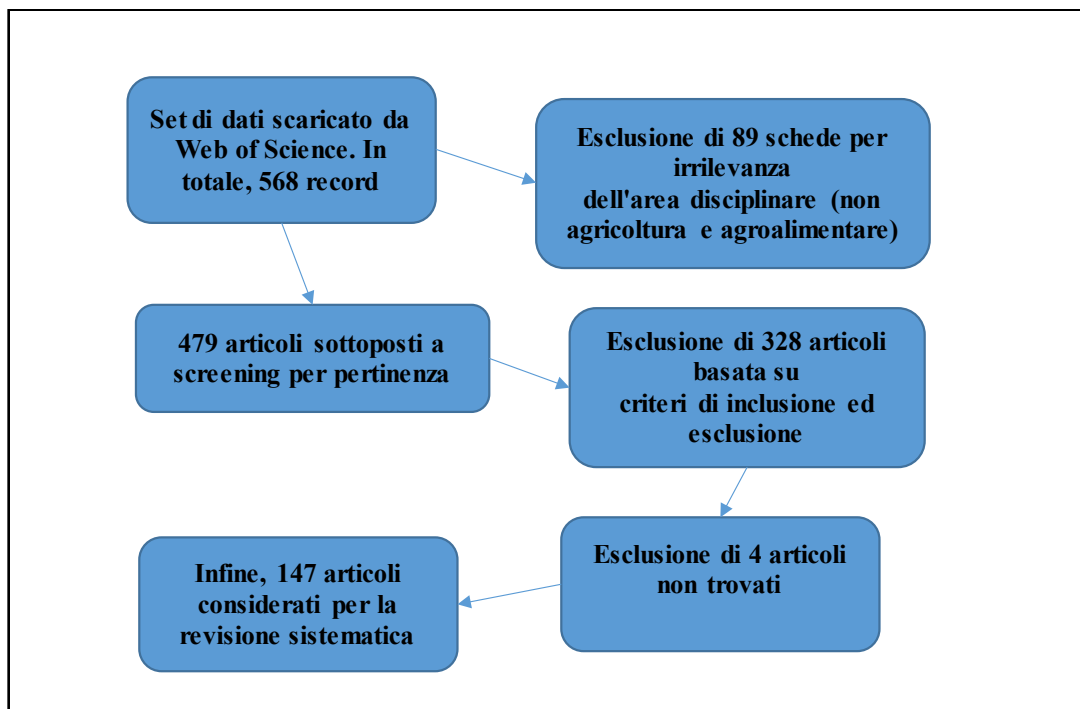 Set di dati scaricato da
Web of Science. In
totale, 568 record
Esclusione di 89 schede per
irrilevanza
dell'area disciplinare (non
agricoltura e agroalimentare)
479 articoli sottoposti a
screening per pertinenza
Esclusione di 328 articoli
basata su
criteri di inclusione ed
esclusione
Esclusione di 4 articoli
non trovati
Infine, 147 articoli
considerati per la
revisione sistematica